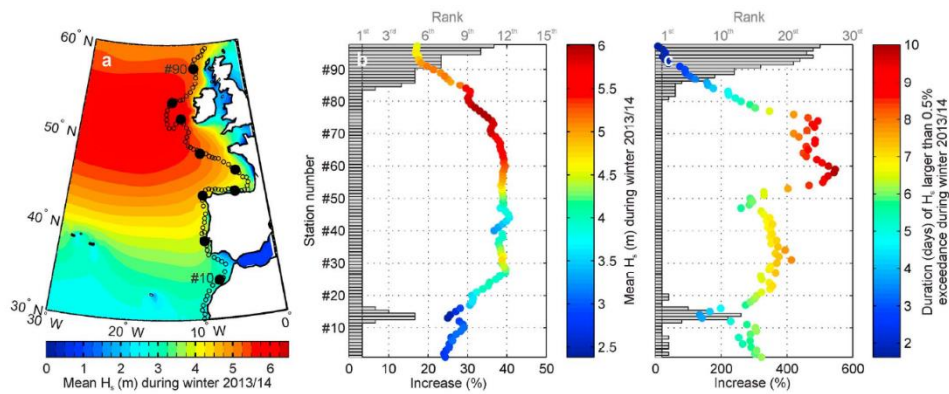 Rank
1st 3rd 6th 9th 12th 15th
Rank
1st 10th 20th 30th
60° N
50° N
40° N
30° N
a
#90
#10
30° W
20° W
10° W
0°
0 1 2 3 4 5 6
Mean Hs (m) during winter 2013/14
b
Station number
#90
#80
#70
#60
#50
#40
#30
#20
#10
0 10 20 30 40 50
Increase (%)
6
5.5
5
4.5
4
3.5
3
2.5
Mean Hs (m) during winter 2013/14
c
0 200 400 600
Increase (%)
10
9
8
7
6
5
4
3
2
Duration (days) of Hs larger than 0.5%
exceedance during winter 2013/14